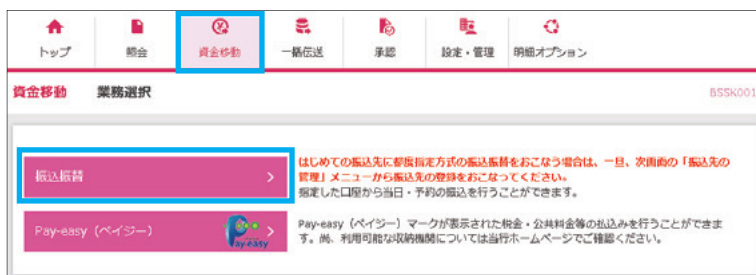 トップ
照会
資金移動
一括伝送
承認
設定・管理
明細オプション
資金移動 業務選択
BSSK001
振込振替
はじめての振込先に都度指定方式の振込振替をおこなう場合は、一旦、次画面の「振込先の
管理」メニューから振込先の登録をおこなってください。
指定した口座から当日・予約の振込を行うことができます。
Pay-easy（ペイジー）
Pay-easy
Pay-easy（ペイジー）マークが表示された税金・公共料金等の払込みを行うことができま
す。尚、利用可能な収納機関については当行ホームページでご確認ください。